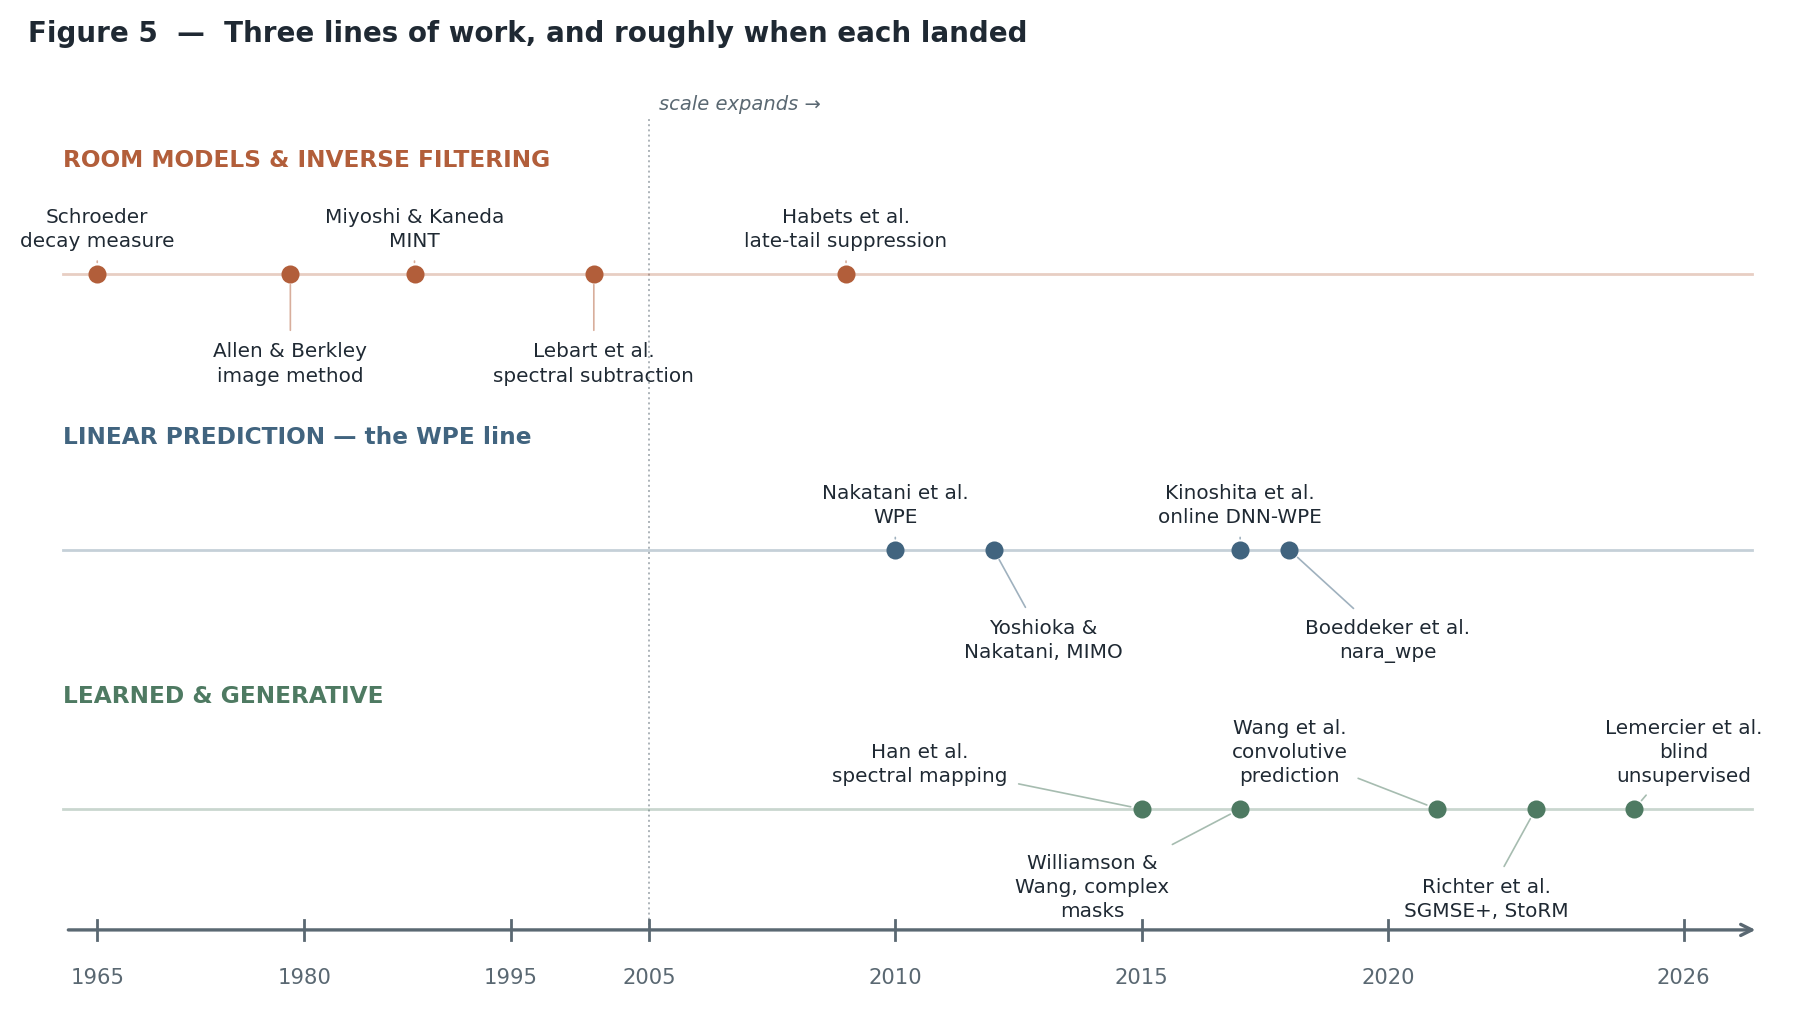 Figure 5 — Three lines of work, and roughly when each landed
scale expands →
ROOM MODELS & INVERSE FILTERING
Schroeder
decay measure
Miyoshi & Kaneda
MINT
Habets et al.
late-tail suppression
Allen & Berkley
image method
Lebart et al.
spectral subtraction
LINEAR PREDICTION — the WPE line
Nakatani et al.
WPE
Kinoshita et al.
online DNN-WPE
Yoshioka &
Nakatani, MIMO
Boeddeker et al.
nara_wpe
LEARNED & GENERATIVE
Han et al.
spectral mapping
Wang et al.
convolutive
prediction
Lemercier et al.
blind
unsupervised
Williamson &
Wang, complex
masks
Richter et al.
SGMSE+, StoRM
1965 1980 1995 2005 2010 2015 2020 2026